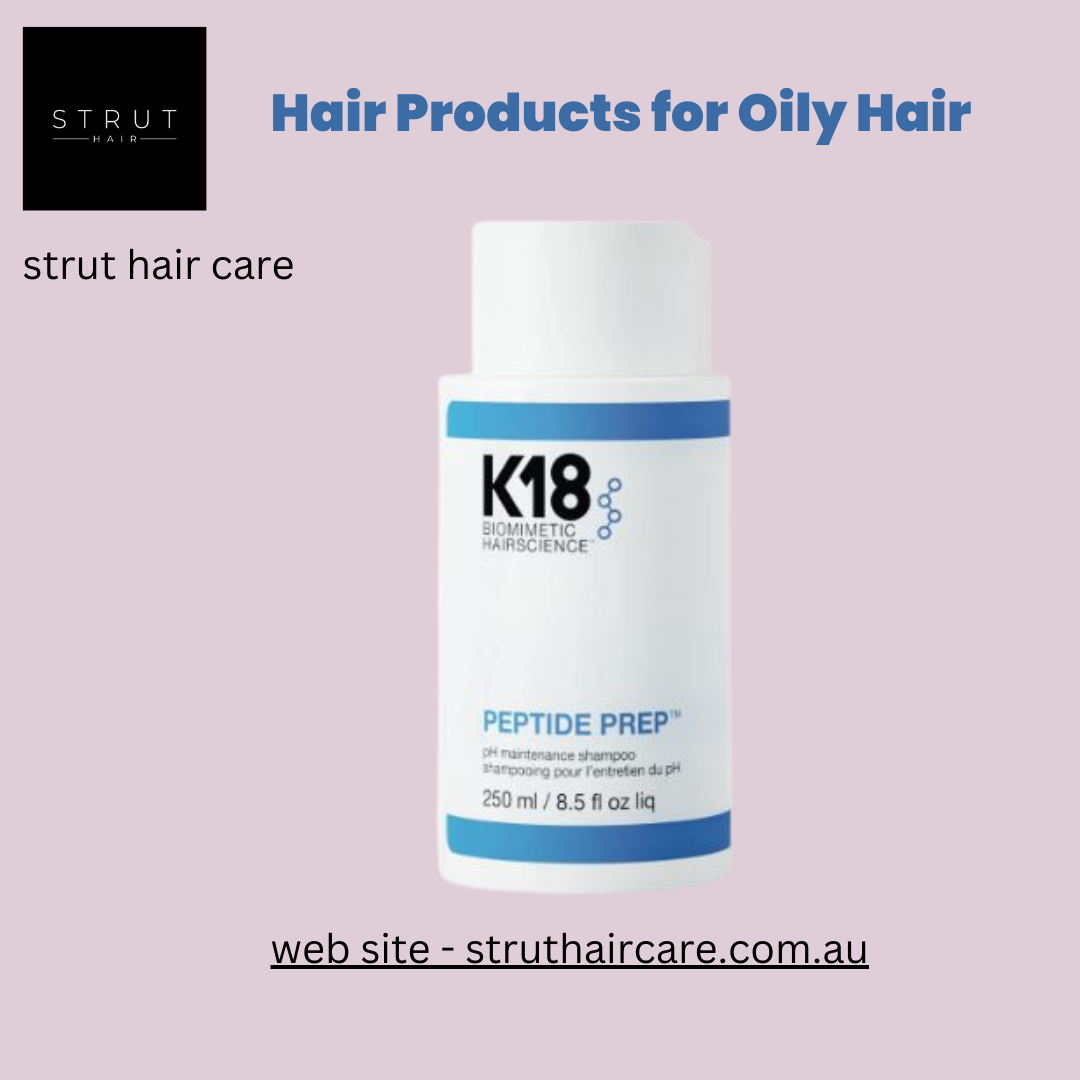 STRUT
HAIR
Hair Products for Oily Hair
strut hair care
K18
BIOMIMETIC
HAIRSCIENCE™
PEPTIDE PREP™
pH maintenance shampoo
shampooing pour l'entretien du pH
250 ml / 8.5 fl oz liq
web site - struthaircare.com.au